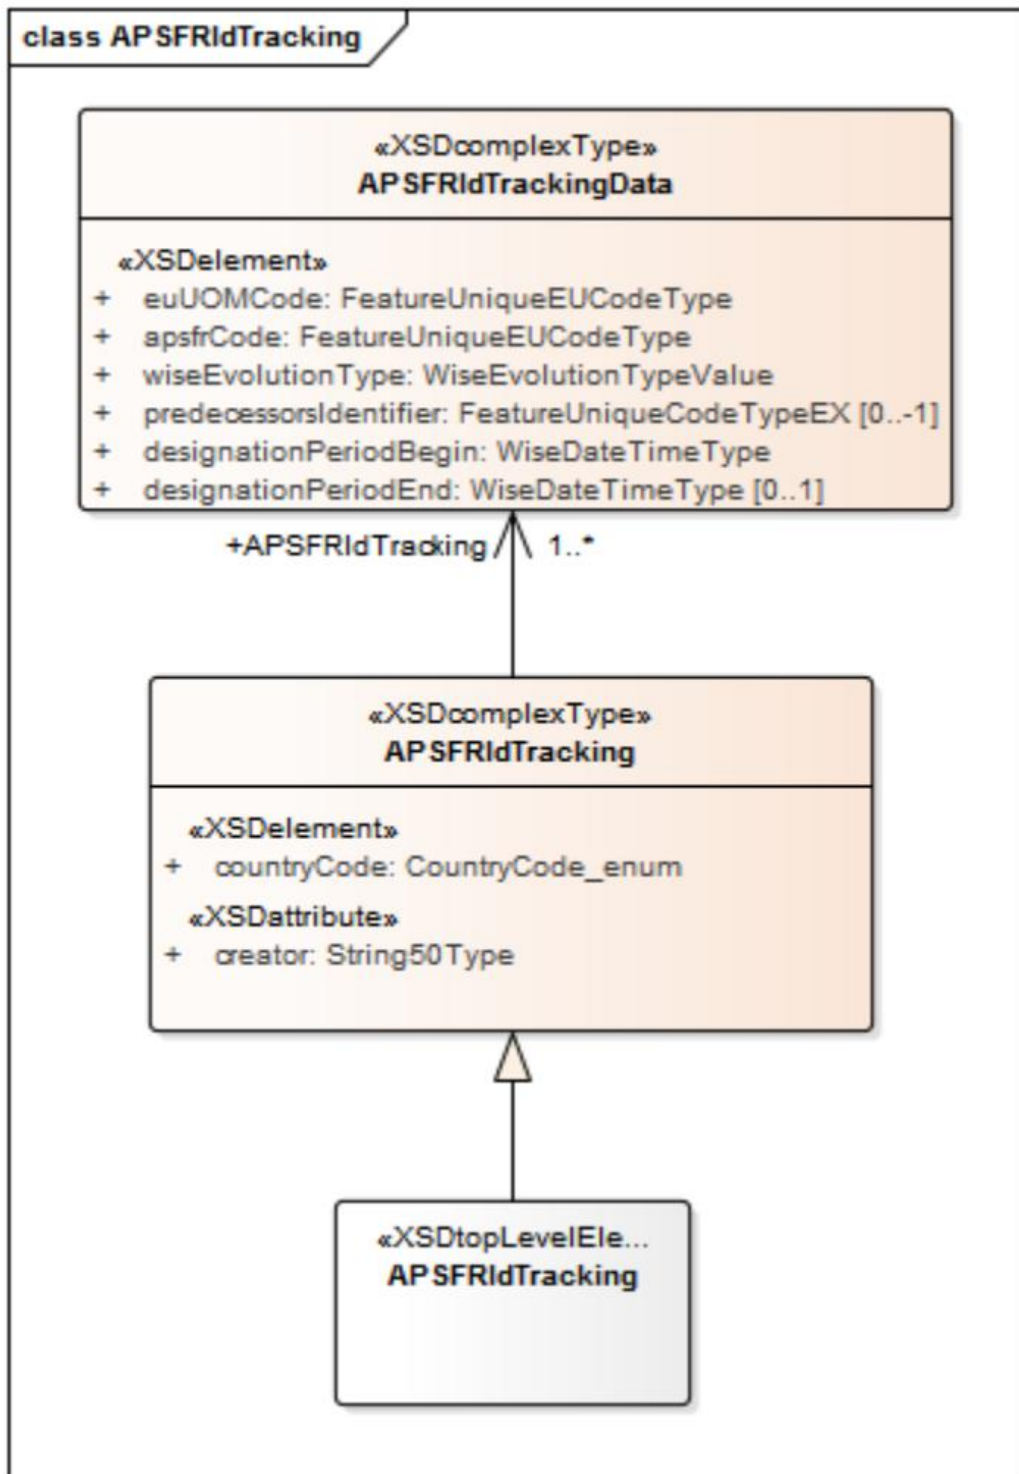 class APSFRIdTracking
«XSDcomplexType»
APSFRIdTrackingData
«XSDelement»
+ euUOMCode: FeatureUniqueEUCodeType
+ apsfrCode: FeatureUniqueEUCodeType
+ wiseEvolutionType: WiseEvolutionTypeValue
+ predecessorsIdentifier: FeatureUniqueCodeTypeEX [0..-1]
+ designationPeriodBegin: WiseDateTimeType
+ designationPeriodEnd: WiseDateTimeType [0..1]
+APSFRIdTracking 1..*
«XSDcomplexType»
APSFRIdTracking
«XSDelement»
+ countryCode: CountryCode_enum
«XSDattribute»
+ creator: String50Type
«XSDtopLevelEle...
APSFRIdTracking